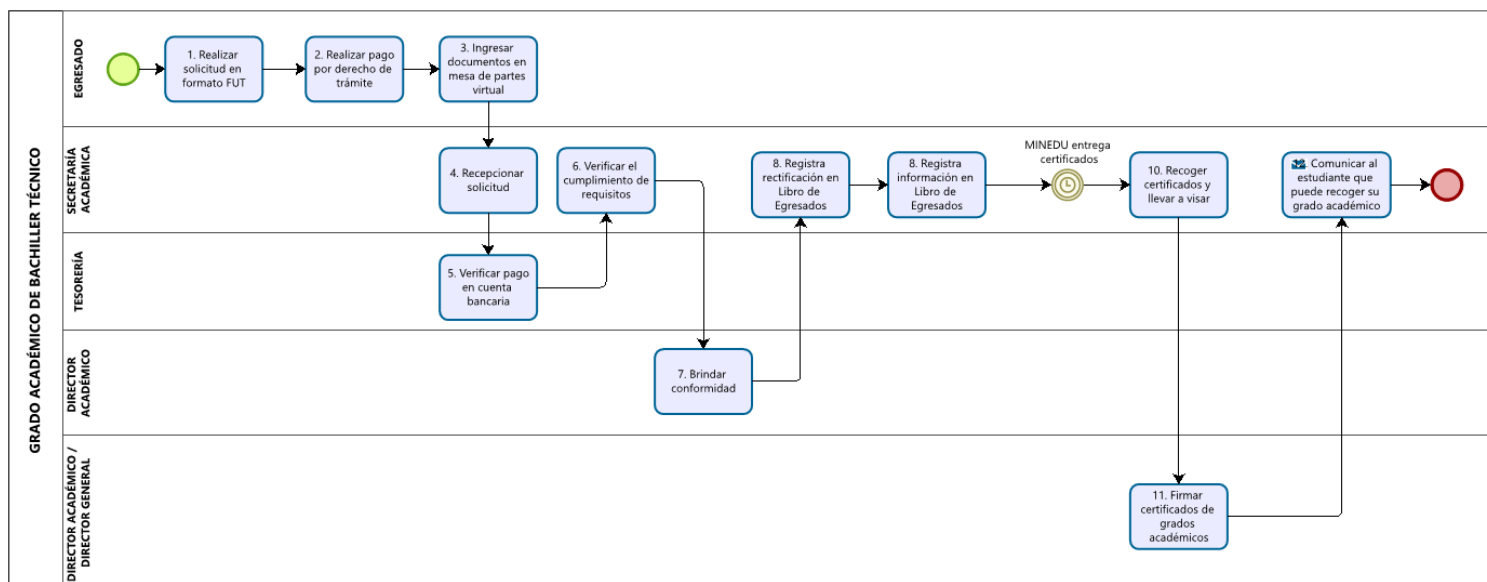 GRADO ACADÉMICO DE BACHILLER TÉCNICO
EGRESADO
1. Realizar
solicitud en
formato FUT
2. Realizar pago
por derecho de
trámite
3. Ingresar
documentos en
mesa de partes
virtual
SECRETARÍA
ACADÉMICA
4. Recepcionar
solicitud
6. Verificar el
cumplimiento de
requisitos
8. Registra
rectificación en
Libro de
Egresados
8. Registra
información en
Libro de
Egresados
MINEDU entrega
certificados
10. Recoger
certificados y
llevar a visar
Comunicar al
estudiante que
puede recoger su
grado académico
TESORERÍA
5. Verificar pago
en cuenta
bancaria
DIRECTOR
ACADÉMICO
7. Brindar
conformidad
DIRECTOR ACADÉMICO /
DIRECTOR GENERAL
11. Firmar
certificados de
grados
académicos